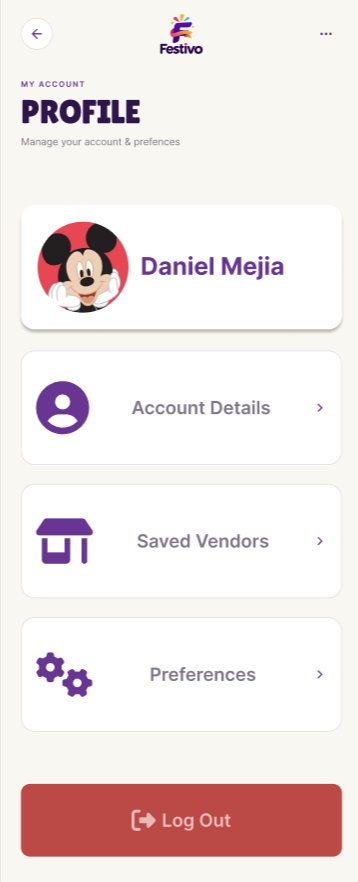 Festivo
MY ACCOUNT
PROFILE
Manage your account & prefences
Daniel Mejia
Account Details
Saved Vendors
Preferences
Log Out